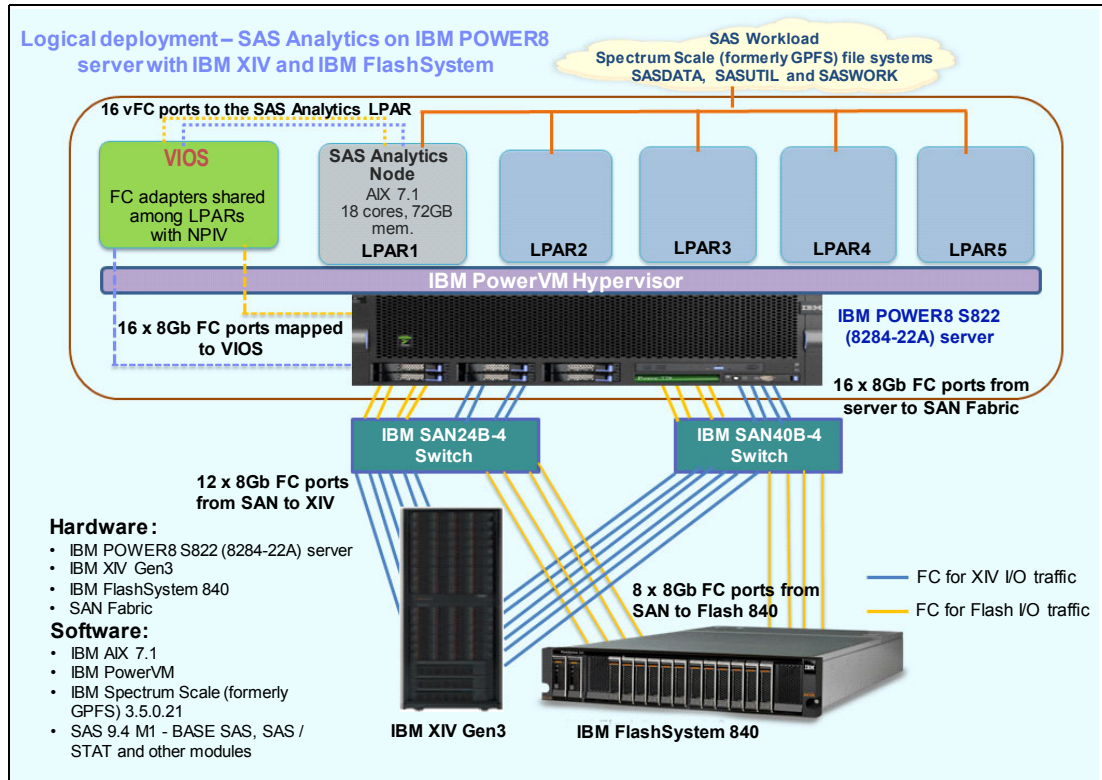 Logical deployment – SAS Analytics on IBM POWER8
server with IBM XIV and IBM FlashSystem
SAS Workload
Spectrum Scale (formerly GPFS) file systems
SASDATA, SASUTIL and SASWORK
16 vFC ports to the SAS Analytics LPAR
VIOS
FC adapters shared
among LPARs
with NPIV
SAS Analytics
Node
AIX 7.1
18 cores, 72GB
mem.
LPAR1
LPAR2
LPAR3
LPAR4
LPAR5
IBM PowerVM Hypervisor
16 x 8Gb FC ports mapped
to VIOS
IBM
IBM POWER8 S822
(8284-22A) server
16 x 8Gb FC ports from
server to SAN Fabric
IBM SAN24B-4
Switch
IBM SAN40B-4
Switch
12 x 8Gb FC ports
from SAN to XIV
Hardware:
• IBM POWER8 S822 (8284-22A) server
• IBM XIV Gen3
• IBM FlashSystem 840
• SAN Fabric
Software:
• IBM AIX 7.1
• IBM PowerVM
• IBM Spectrum Scale (formerly
GPFS) 3.5.0.21
• SAS 9.4 M1 - BASE SAS, SAS /
STAT and other modules
8 x 8Gb FC ports from
SAN to Flash 840
FC for XIV I/O traffic
FC for Flash I/O traffic
IBM XIV Gen3
IBM FlashSystem 840